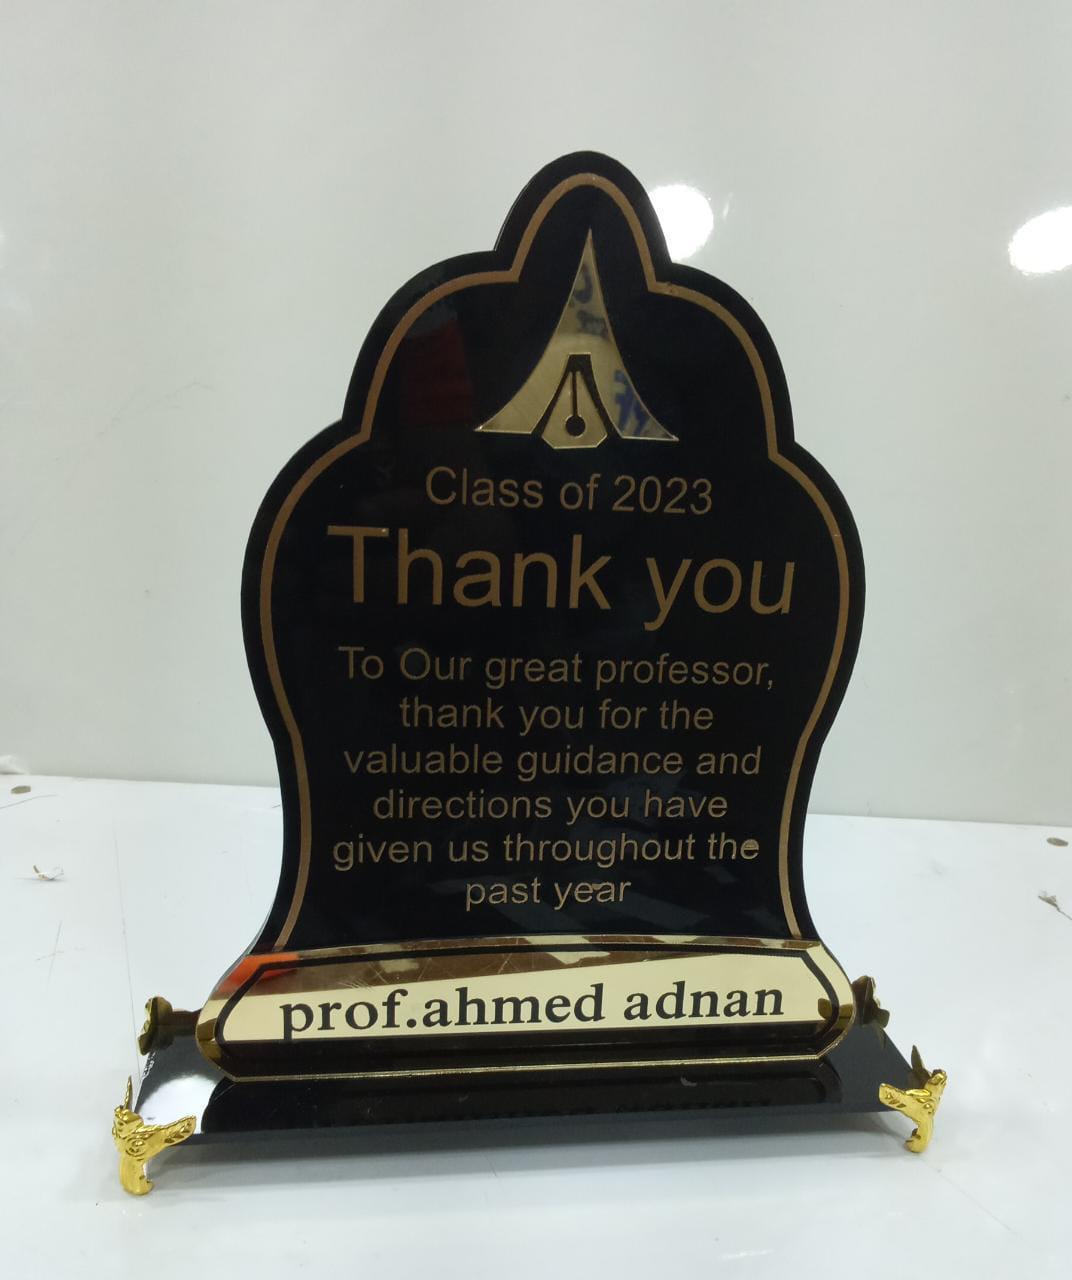 Class of 2023
Thank you
To Our great professor,
thank you for the
valuable guidance and
directions you have
given us throughout the
past year
prof.ahmed adnan